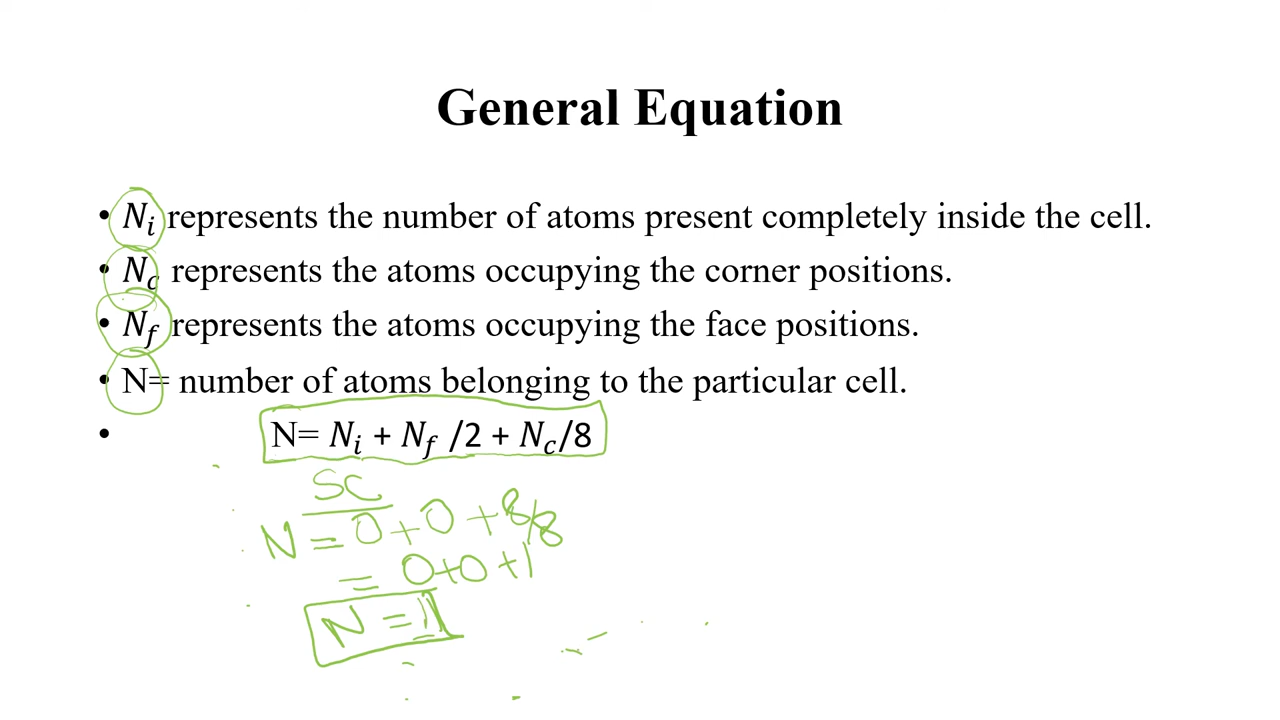 General Equation
• Nᵢ represents the number of atoms present completely inside the cell.
• N_c represents the atoms occupying the corner positions.
• N_f represents the atoms occupying the face positions.
• N= number of atoms belonging to the particular cell.
• N= Nᵢ + N_f /2 + N_c/8
SC
N = 0 + 0 + 8/8
= 0+0+1
N = 1